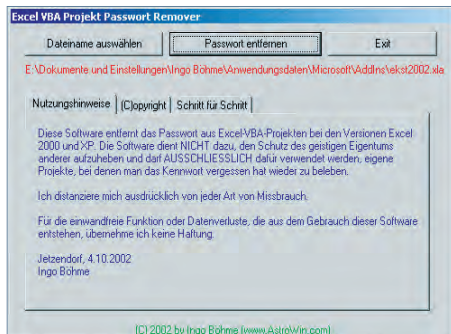 Excel VBA Projekt Passwort Remover
Dateiname auswählen Passwort entfernen Exit
E:\Dokumente und Einstellungen\Ingo Böhme\Anwendungsdaten\Microsoft\AddIns\ekst2002.xla
Nutzungshinweise (C)opyright Schritt für Schritt
Diese Software entfernt das Passwort aus Excel-VBA-Projekten bei den Versionen Excel
2000 und XP. Die Software dient NICHT dazu, den Schutz des geistigen Eigentums
anderer aufzuheben und darf AUSSCHLIESSLICH dafür verwendet werden, eigene
Projekte, bei denen man das Kennwort vergessen hat wieder zu beleben.
Ich distanziere mich ausdrücklich von jeder Art von Missbrauch.
Für die einwandfreie Funktion oder Datenverluste, die aus dem Gebrauch dieser Software
entstehen, übernehme ich keine Haftung.
Jetzendorf, 4.10.2002
Ingo Böhme
(C) 2002 by Ingo Böhme (www.AstroWin.com)